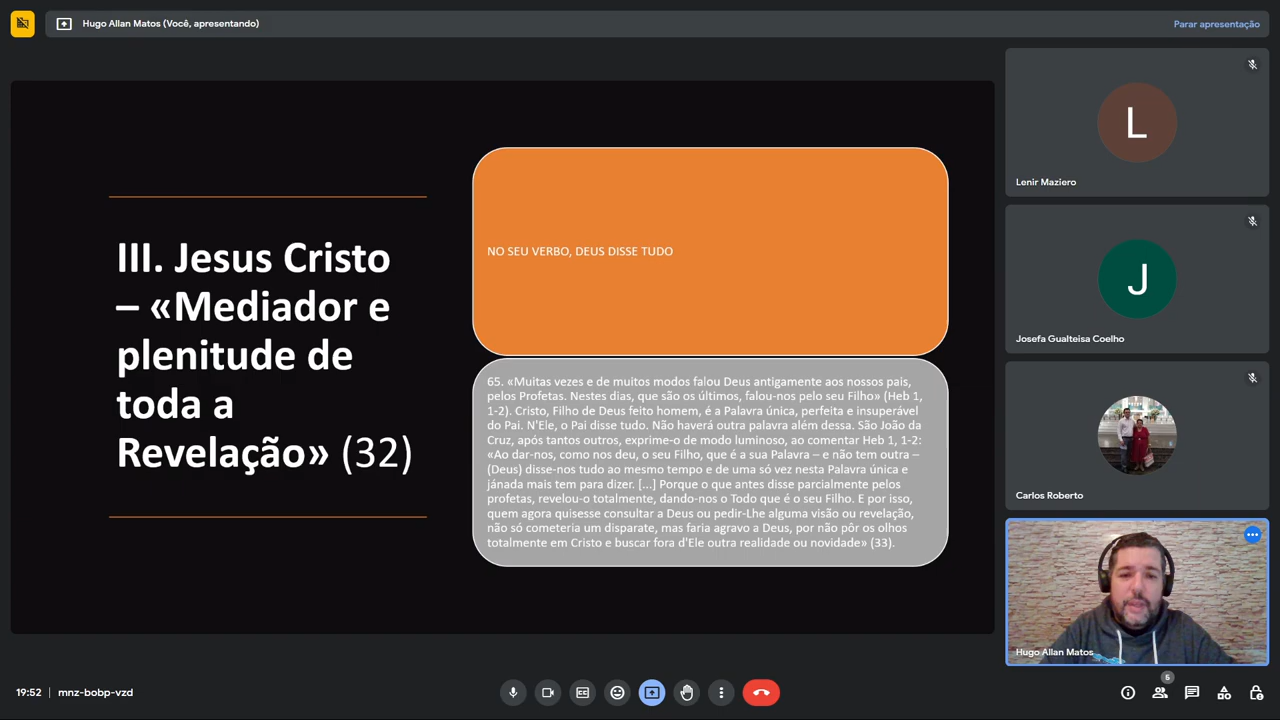 Hugo Allan Matos (Você, apresentando)
Parar apresentação
III. Jesus Cristo
– «Mediador e
plenitude de
toda a
Revelação» (32)
NO SEU VERBO, DEUS DISSE TUDO
65. «Muitas vezes e de muitos modos falou Deus antigamente aos nossos pais,
pelos Profetas. Nestes dias, que são os últimos, falou-nos pelo seu Filho» (Heb 1,
1-2). Cristo, Filho de Deus feito homem, é a Palavra única, perfeita e insuperável
do Pai. N'Ele, o Pai disse tudo. Não haverá outra palavra além dessa. São João da
Cruz, após tantos outros, exprime-o de modo luminoso, ao comentar Heb 1, 1-2:
«Ao dar-nos, como nos deu, o seu Filho, que é a sua Palavra – e não tem outra –
(Deus) disse-nos tudo ao mesmo tempo e de uma só vez nesta Palavra única e
jánada mais tem para dizer. [...] Porque o que antes disse parcialmente pelos
profetas, revelou-o totalmente, dando-nos o Todo que é o seu Filho. E por isso,
quem agora quisesse consultar a Deus ou pedir-Lhe alguma visão ou revelação,
não só cometeria um disparate, mas faria agravo a Deus, por não pôr os olhos
totalmente em Cristo e buscar fora d'Ele outra realidade ou novidade» (33).
L
Lenir Maziero
J
Josefa Gualteisa Coelho
Carlos Roberto
Hugo Allan Matos
19:52 | mnz-bobp-vzd
5